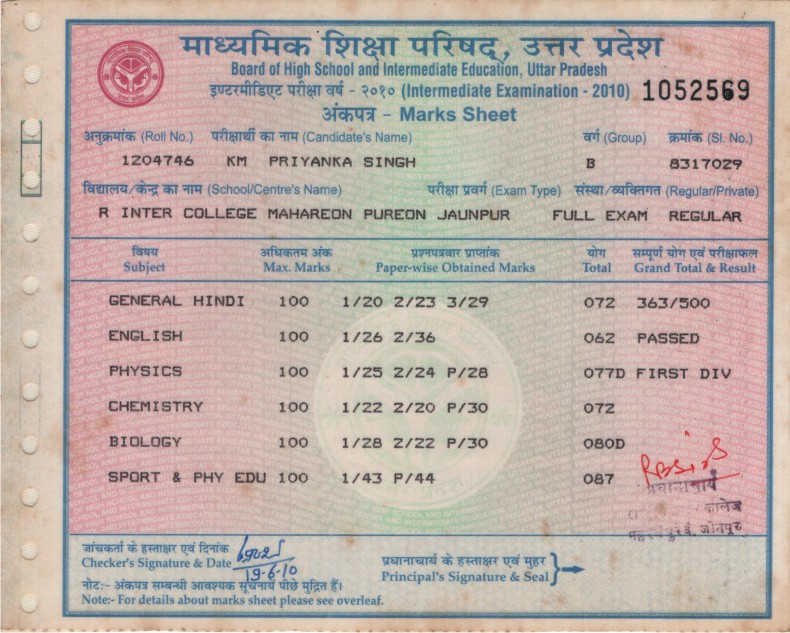 माध्यमिक शिक्षा परिषद्, उत्तर प्रदेश
Board of High School and Intermediate Education, Uttar Pradesh
इण्टरमीडिएट परीक्षा वर्ष - २०१० (Intermediate Examination - 2010) 1052569
अंकपत्र - Marks Sheet
अनुक्रमांक (Roll No.) परीक्षार्थी का नाम (Candidate's Name) वर्ग (Group) क्रमांक (Sl. No.)
1204746 KM PRIYANKA SINGH B 8317029
विद्यालय/केन्द्र का नाम (School/Centre's Name) परीक्षा प्रवर्ग (Exam Type) संस्था/व्यक्तिगत (Regular/Private)
R INTER COLLEGE MAHAREON PUREON JAUNPUR FULL EXAM REGULAR
विषय अधिकतम अंक प्रश्नपत्रवार प्राप्तांक योग सम्पूर्ण योग एवं परीक्षाफल
Subject Max. Marks Paper-wise Obtained Marks Total Grand Total & Result
GENERAL HINDI 100 1/20 2/23 3/29 072 363/500
ENGLISH 100 1/26 2/36 062 PASSED
PHYSICS 100 1/25 2/24 P/28 077D FIRST DIV
CHEMISTRY 100 1/22 2/20 P/30 072
BIOLOGY 100 1/28 2/22 P/30 080D
SPORT & PHY EDU 100 1/43 P/44 087
प्रधानाचार्य
कालेज
जौनपुर
जांचकर्ता के हस्ताक्षर एवं दिनांक
Checker's Signature & Date 19-6-10
प्रधानाचार्य के हस्ताक्षर एवं मुहर
Principal's Signature & Seal
नोट:- अंकपत्र सम्बन्धी आवश्यक सूचनायें पीछे मुद्रित हैं।
Note:- For details about marks sheet please see overleaf.